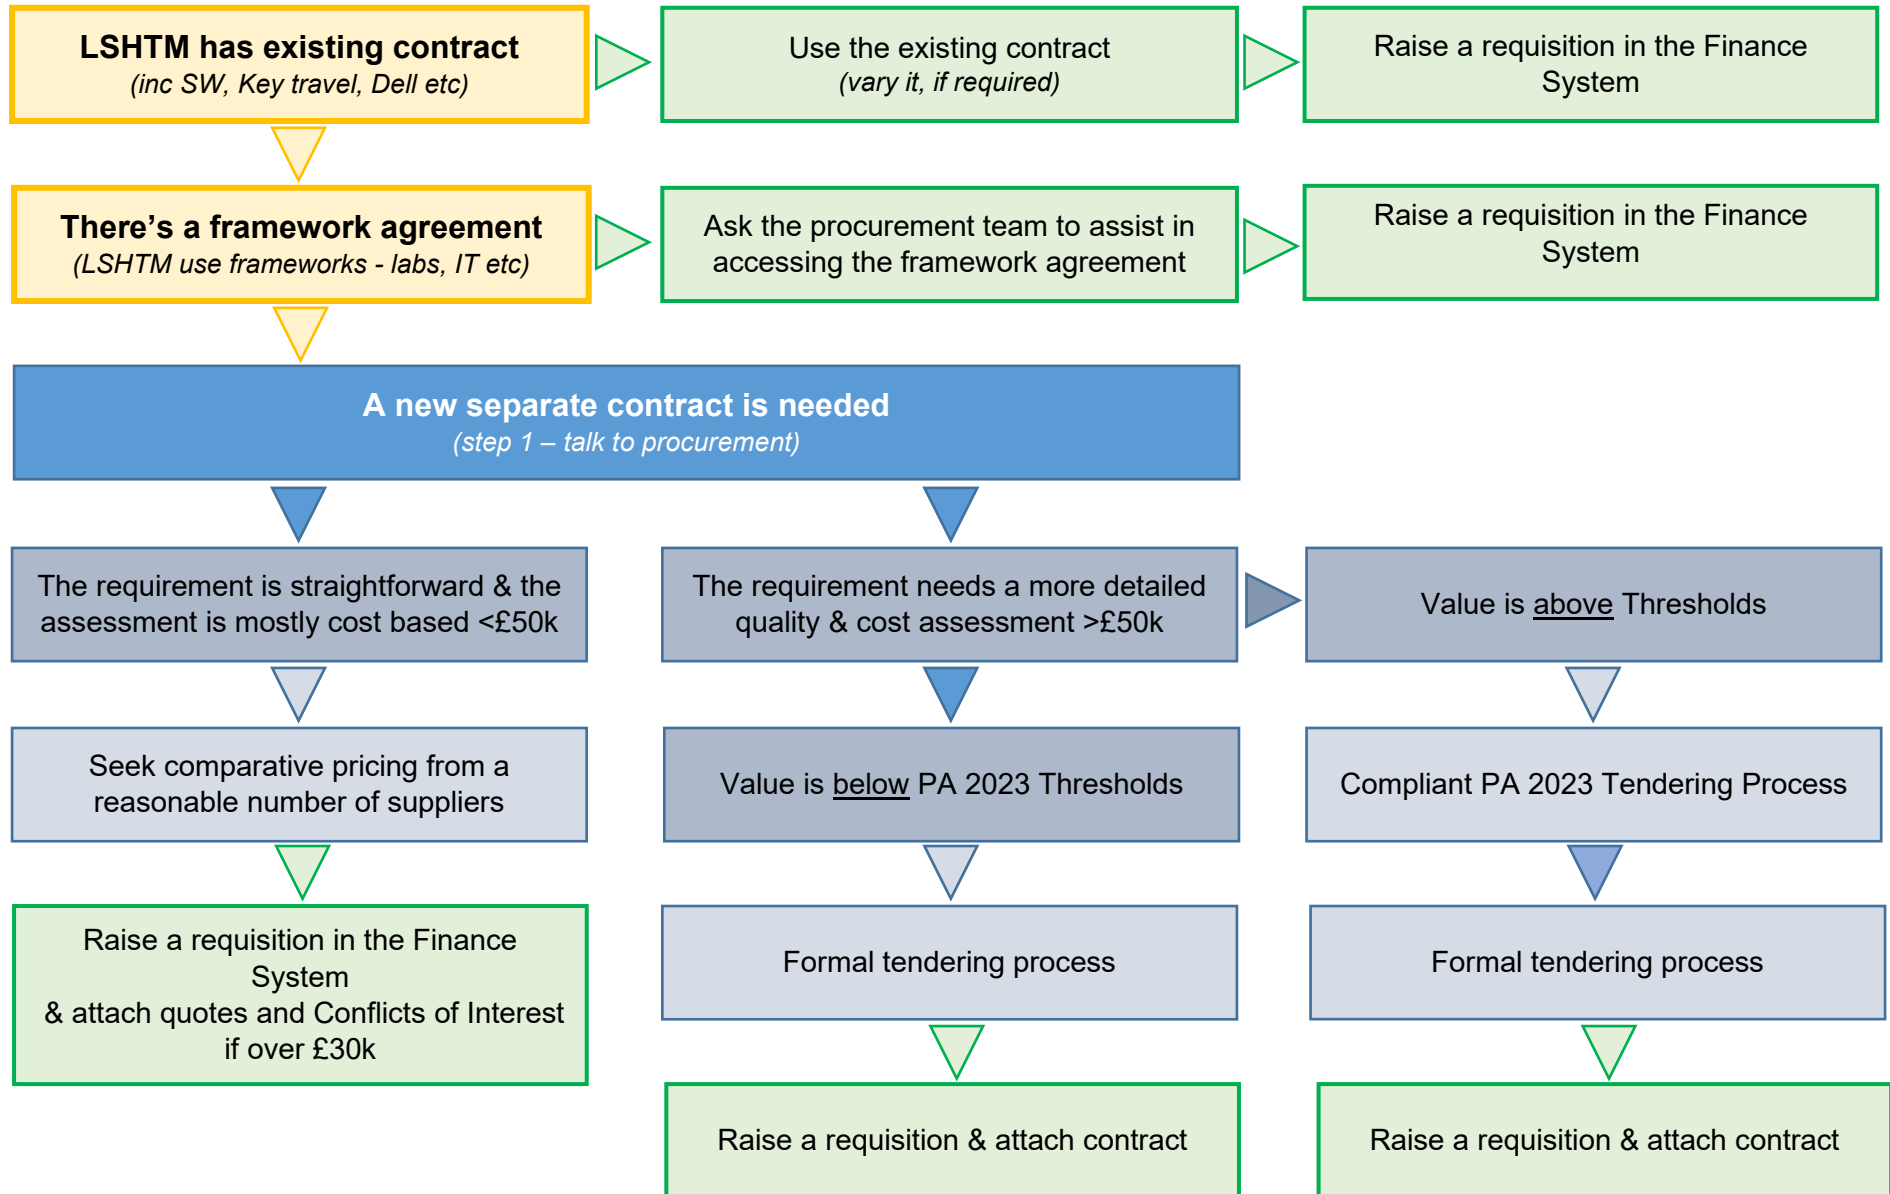 LSHTM has existing contract
(inc SW, Key travel, Dell etc)
Use the existing contract
(vary it, if required)
Raise a requisition in the Finance
System
There's a framework agreement
(LSHTM use frameworks - labs, IT etc)
Ask the procurement team to assist in
accessing the framework agreement
Raise a requisition in the Finance
System
A new separate contract is needed
(step 1 – talk to procurement)
The requirement is straightforward & the
assessment is mostly cost based <£50k
The requirement needs a more detailed
quality & cost assessment >£50k
Value is above Thresholds
Seek comparative pricing from a
reasonable number of suppliers
Value is below PA 2023 Thresholds
Compliant PA 2023 Tendering Process
Raise a requisition in the Finance
System
& attach quotes and Conflicts of Interest
if over £30k
Formal tendering process
Formal tendering process
Raise a requisition & attach contract
Raise a requisition & attach contract